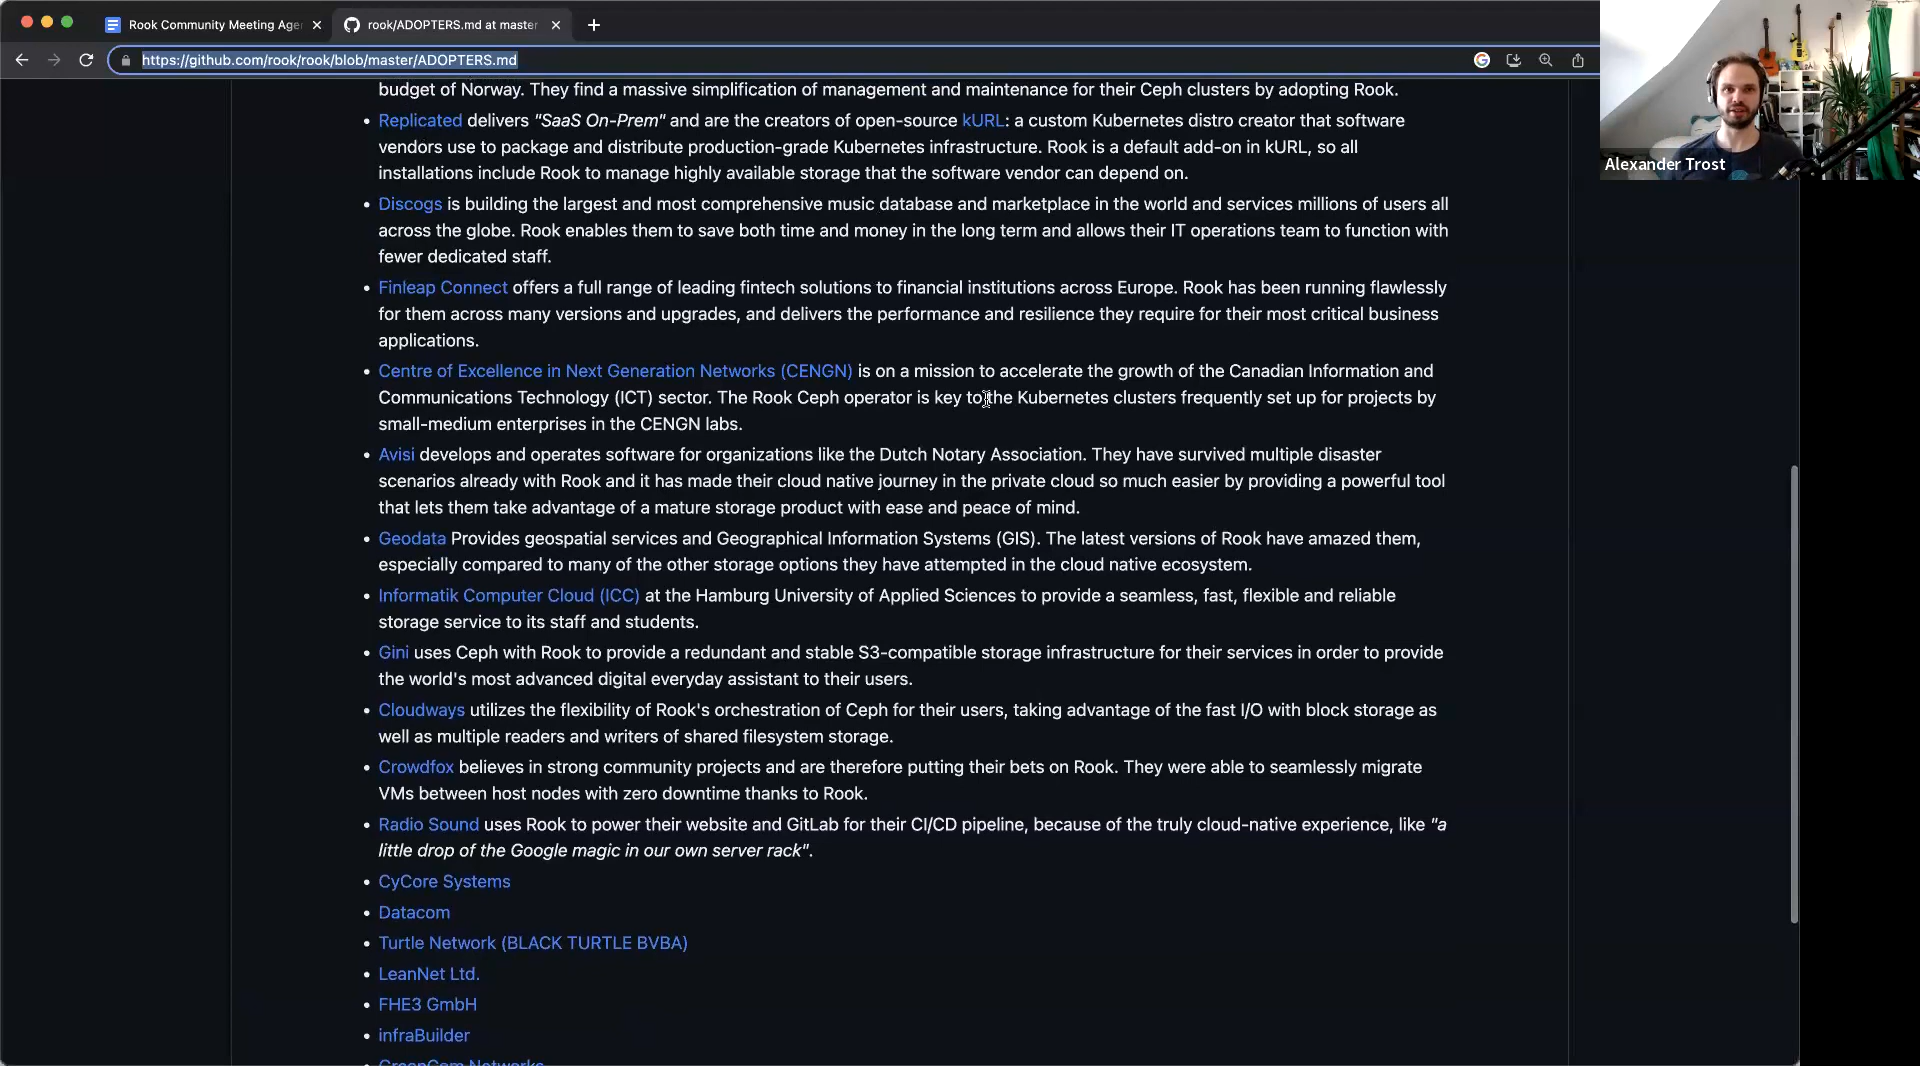 Rook Community Meeting Age
rook/ADOPTERS.md at master
https://github.com/rook/rook/blob/master/ADOPTERS.md
Alexander Trost
budget of Norway. They find a massive simplification of management and maintenance for their Ceph clusters by adopting Rook.
• Replicated delivers "SaaS On-Prem" and are the creators of open-source kURL: a custom Kubernetes distro creator that software
vendors use to package and distribute production-grade Kubernetes infrastructure. Rook is a default add-on in kURL, so all
installations include Rook to manage highly available storage that the software vendor can depend on.
• Discogs is building the largest and most comprehensive music database and marketplace in the world and services millions of users all
across the globe. Rook enables them to save both time and money in the long term and allows their IT operations team to function with
fewer dedicated staff.
• Finleap Connect offers a full range of leading fintech solutions to financial institutions across Europe. Rook has been running flawlessly
for them across many versions and upgrades, and delivers the performance and resilience they require for their most critical business
applications.
• Centre of Excellence in Next Generation Networks (CENGN) is on a mission to accelerate the growth of the Canadian Information and
Communications Technology (ICT) sector. The Rook Ceph operator is key to the Kubernetes clusters frequently set up for projects by
small-medium enterprises in the CENGN labs.
• Avisi develops and operates software for organizations like the Dutch Notary Association. They have survived multiple disaster
scenarios already with Rook and it has made their cloud native journey in the private cloud so much easier by providing a powerful tool
that lets them take advantage of a mature storage product with ease and peace of mind.
• Geodata Provides geospatial services and Geographical Information Systems (GIS). The latest versions of Rook have amazed them,
especially compared to many of the other storage options they have attempted in the cloud native ecosystem.
• Informatik Computer Cloud (ICC) at the Hamburg University of Applied Sciences to provide a seamless, fast, flexible and reliable
storage service to its staff and students.
• Gini uses Ceph with Rook to provide a redundant and stable S3-compatible storage infrastructure for their services in order to provide
the world's most advanced digital everyday assistant to their users.
• Cloudways utilizes the flexibility of Rook's orchestration of Ceph for their users, taking advantage of the fast I/O with block storage as
well as multiple readers and writers of shared filesystem storage.
• Crowdfox believes in strong community projects and are therefore putting their bets on Rook. They were able to seamlessly migrate
VMs between host nodes with zero downtime thanks to Rook.
• Radio Sound uses Rook to power their website and GitLab for their CI/CD pipeline, because of the truly cloud-native experience, like "a
little drop of the Google magic in our own server rack".
• CyCore Systems
• Datacom
• Turtle Network (BLACK TURTLE BVBA)
• LeanNet Ltd.
• FHE3 GmbH
• infraBuilder
• GreenCom Networks